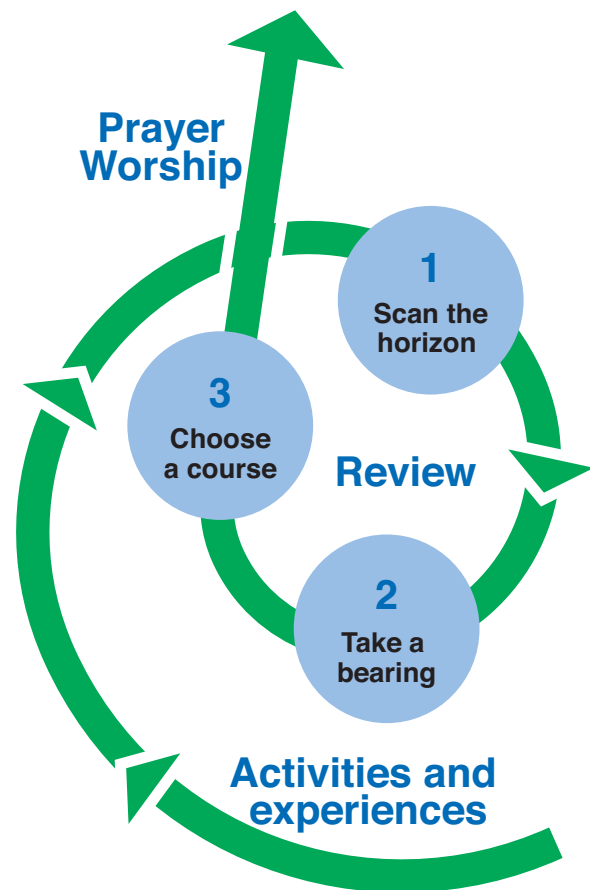 Prayer
Worship
1
Scan the
horizon
3
Choose
a course
Review
2
Take a
bearing
Activities and
experiences